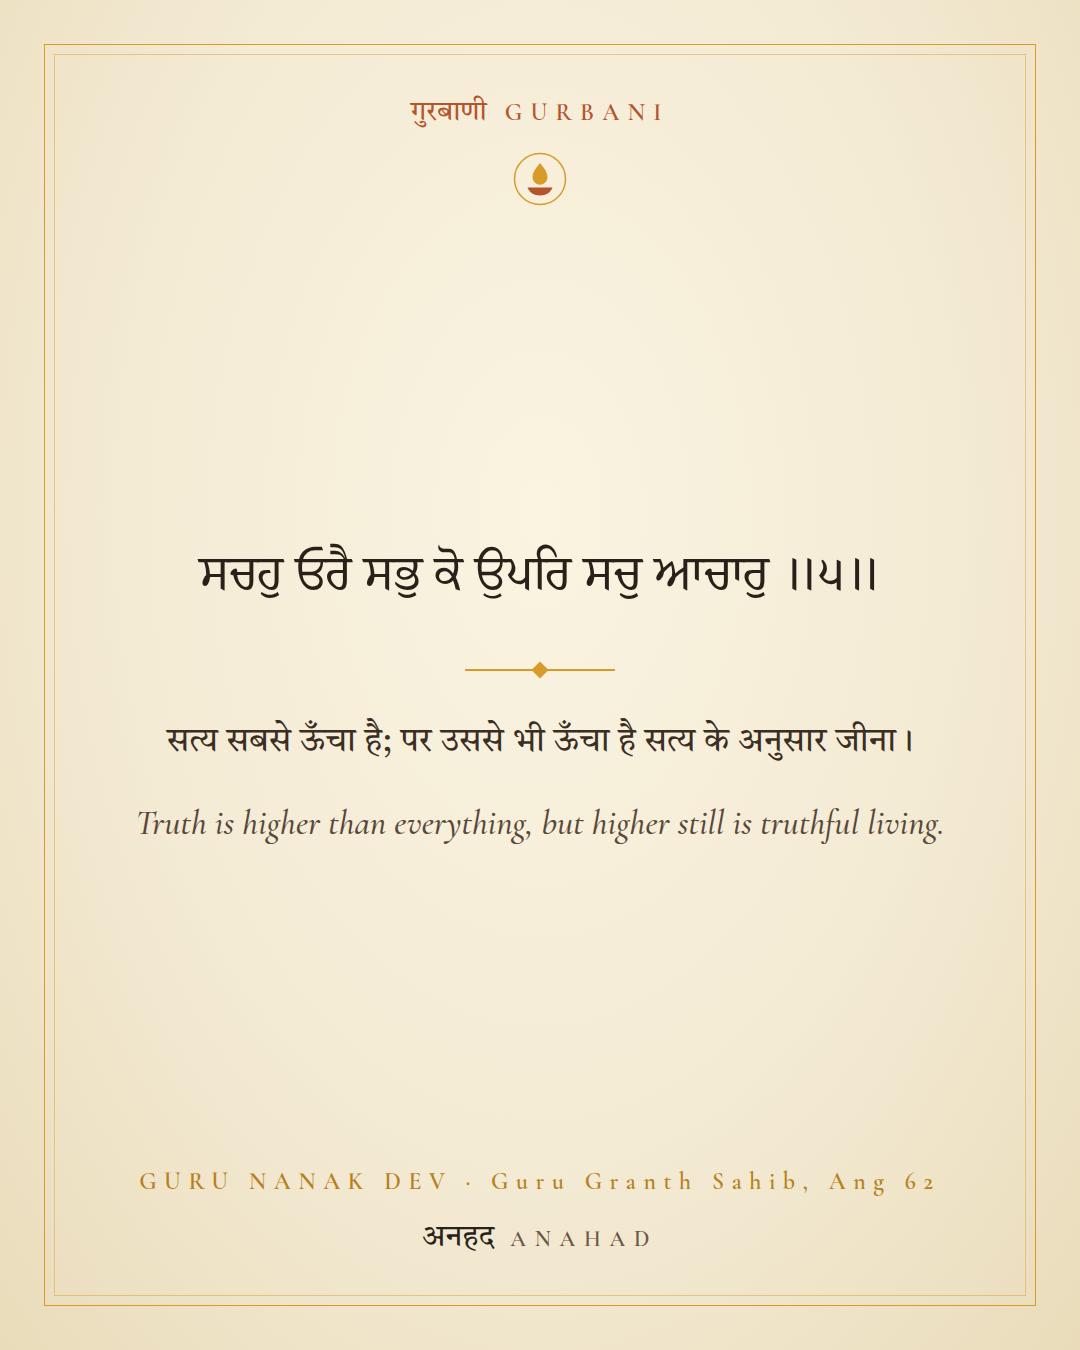 गुरबाणी GURBANI
ਸਚਹੁ ਓਰੈ ਸਭੁ ਕੋ ਉਪਰਿ ਸਚੁ ਆਚਾਰੁ ॥੫॥
सत्य सबसे ऊँचा है; पर उससे भी ऊँचा है सत्य के अनुसार जीना।
Truth is higher than everything, but higher still is truthful living.
GURU NANAK DEV · Guru Granth Sahib, Ang 62
अनहद ANAHAD